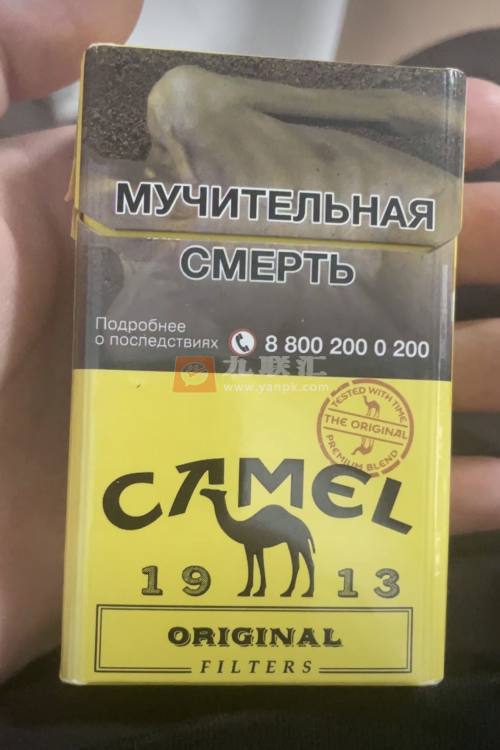 МУЧИТЕЛЬНАЯ
СМЕРТЬ
Подробнее
о последствиях
8 800 200 0 200
九联汇
www.yanpk.com
TESTED WITH TIME
THE ORIGINAL
PREMIUM BLEND
CAMEL
19 13
ORIGINAL
FILTERS